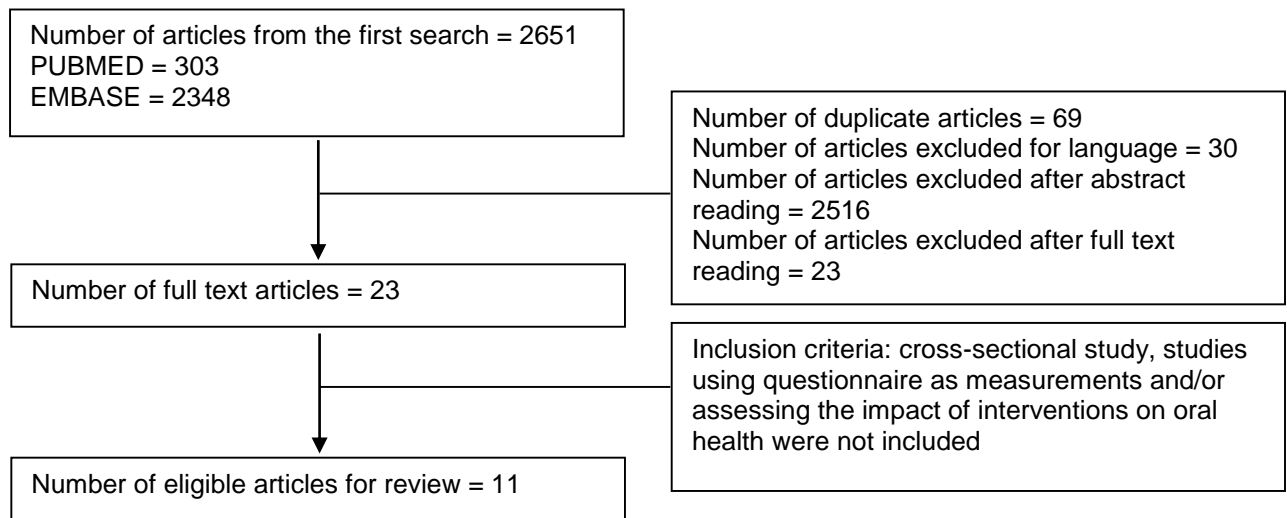 Number of articles from the first search = 2651
PUBMED = 303
EMBASE = 2348
Number of duplicate articles = 69
Number of articles excluded for language = 30
Number of articles excluded after abstract
reading = 2516
Number of articles excluded after full text
reading = 23
Number of full text articles = 23
Inclusion criteria: cross-sectional study, studies
using questionnaire as measurements and/or
assessing the impact of interventions on oral
health were not included
Number of eligible articles for review = 11